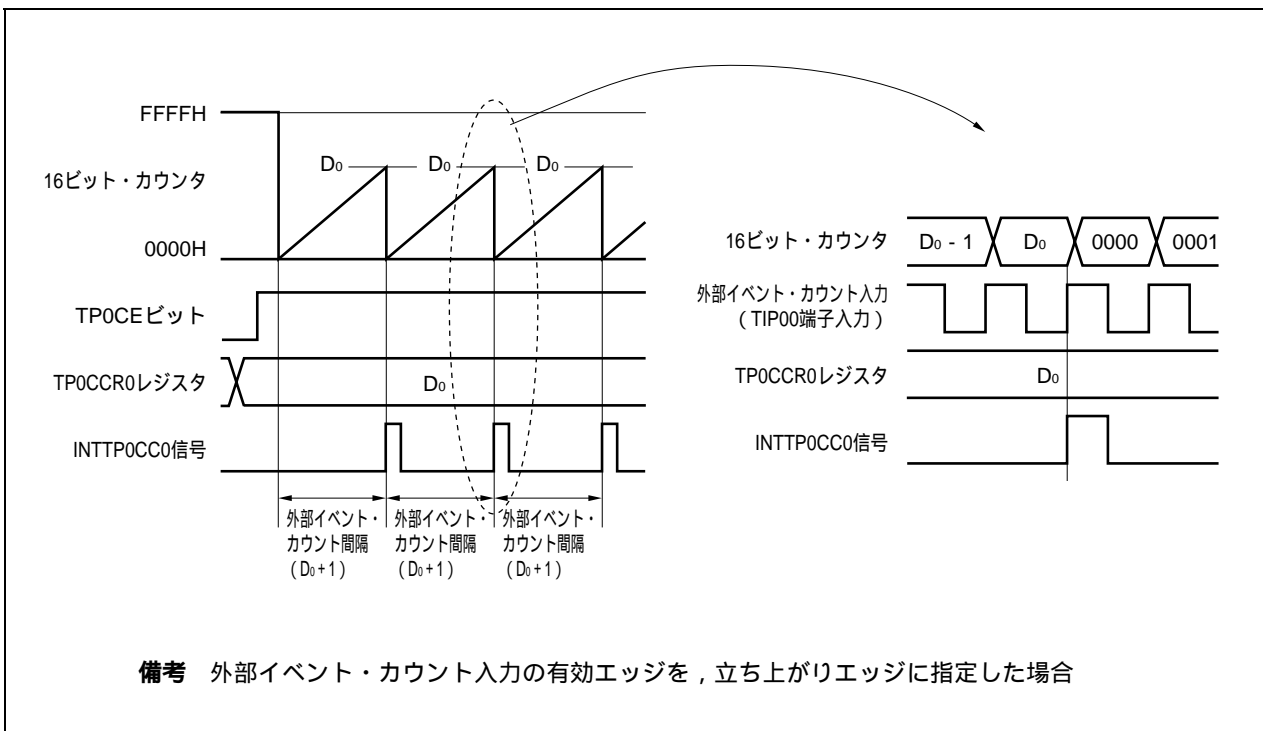 FFFFH
16ビット・カウンタ
0000H
D0 D0 D0
TP0CEビット
TP0CCR0レジスタ
D0
INTTP0CC0信号
外部イベント・
カウント間隔
(D0+1)
外部イベント・
カウント間隔
(D0+1)
外部イベント・
カウント間隔
(D0+1)
16ビット・カウンタ D0 - 1 D0 0000 0001
外部イベント・カウント入力
(TIP00端子入力)
TP0CCR0レジスタ D0
INTTP0CC0信号
備考 外部イベント・カウント入力の有効エッジを,立ち上がりエッジに指定した場合